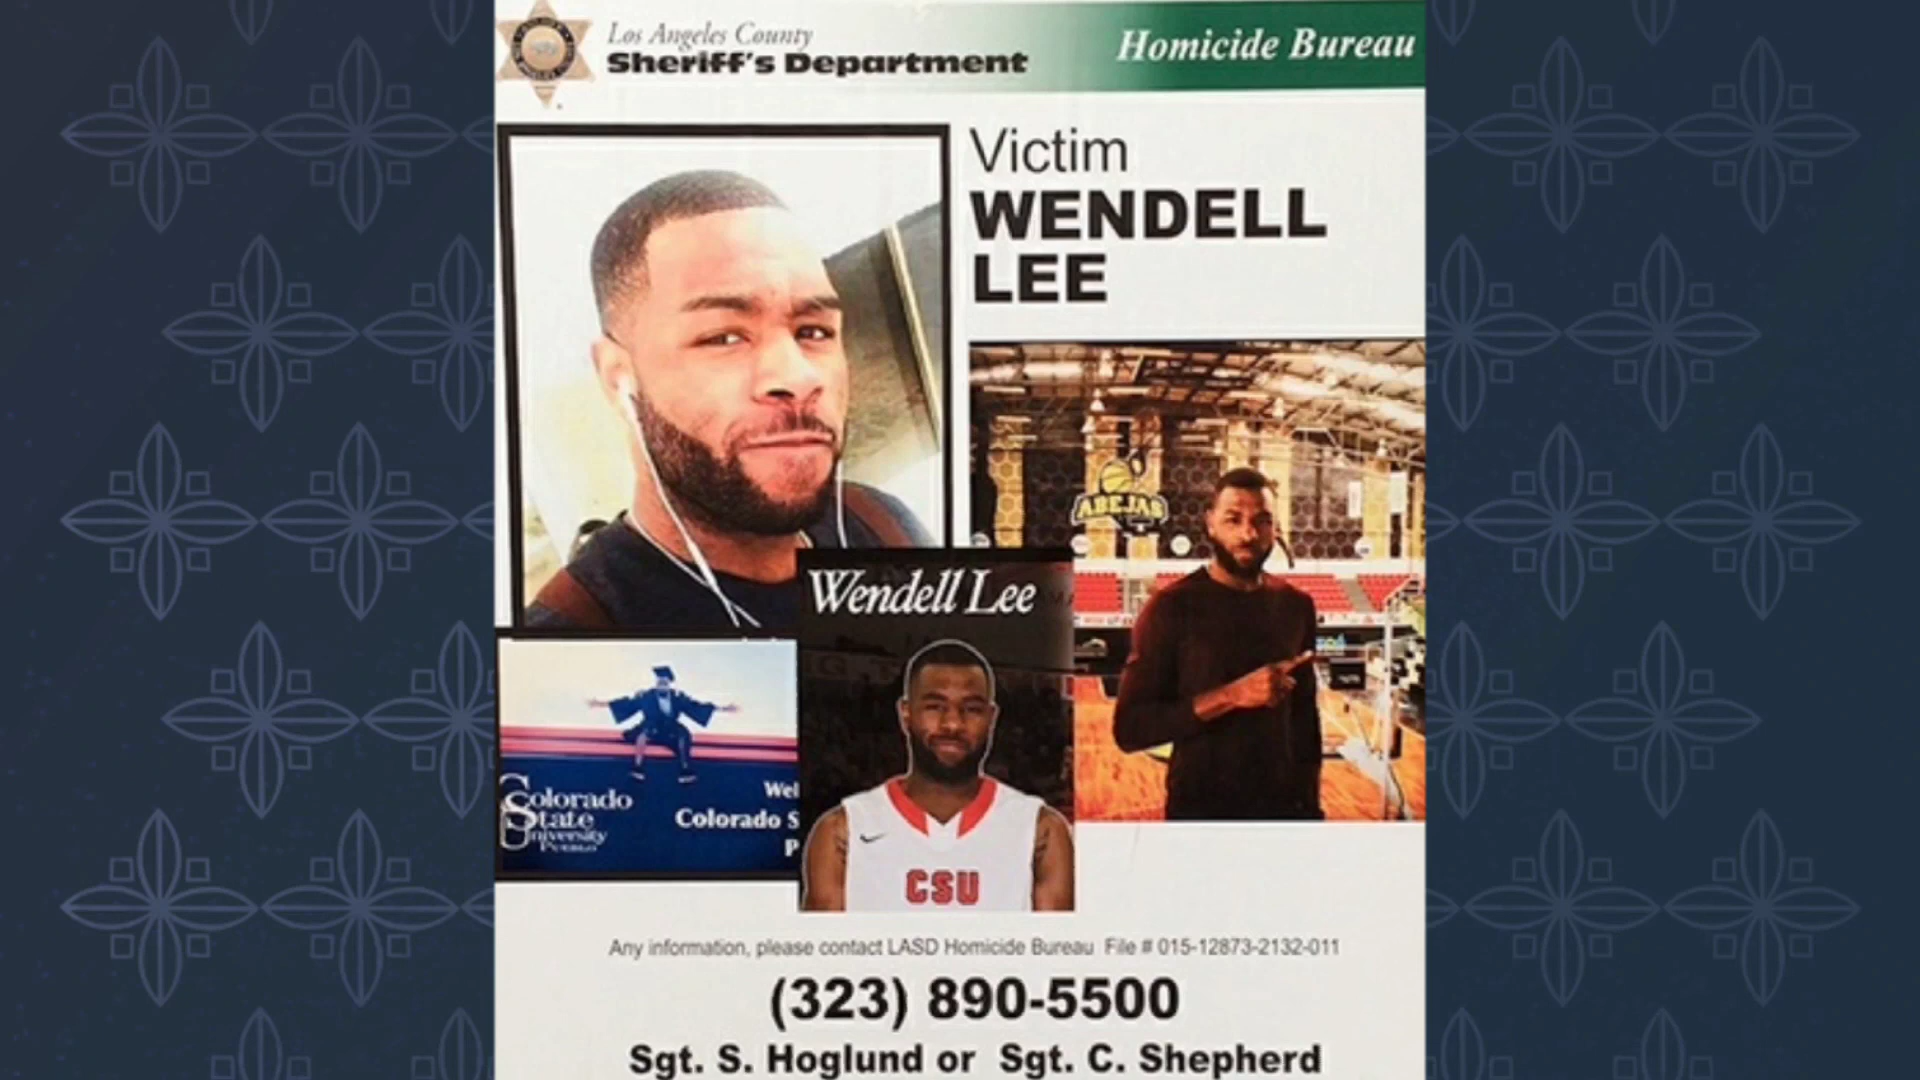 Los Angeles County
Sheriff's Department
Homicide Bureau
Victim
WENDELL
LEE
ABEJAS
Wendell Lee
Colorado
State
University
Pueblo
Wel
Colorado S
P
CSU
Any information, please contact LASD Homicide Bureau File # 015-12873-2132-011
(323) 890-5500
Sgt. S. Hoglund or Sgt. C. Shepherd